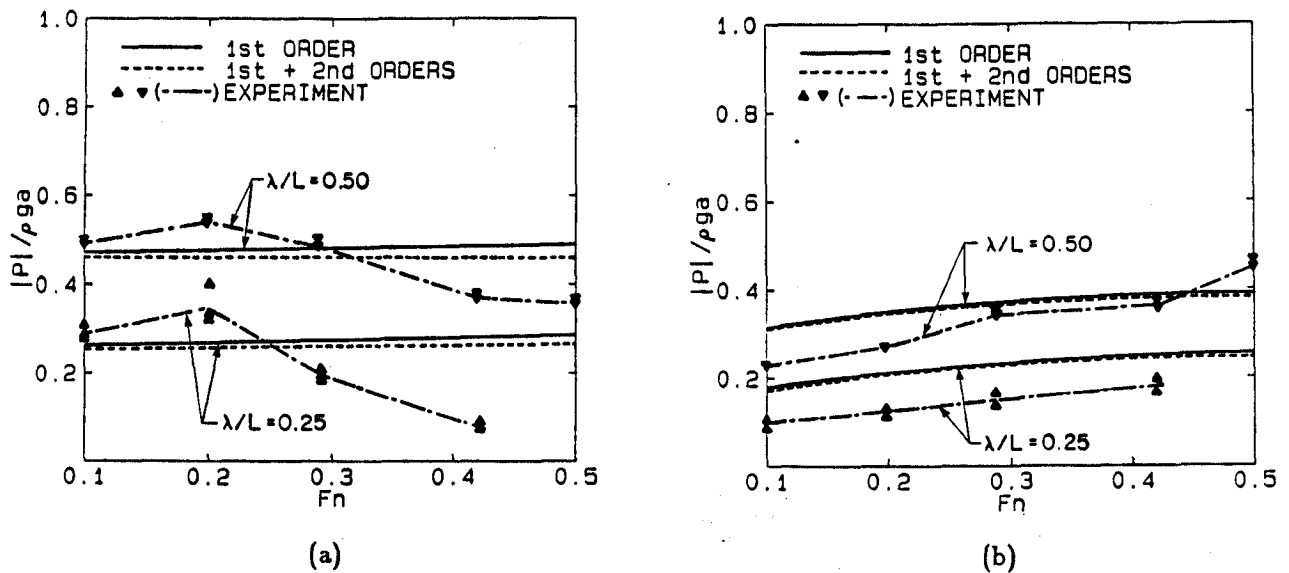 1.0
0.8
0.6
0.4
0.2
|P|/ρga
1st ORDER
1st + 2nd ORDERS
(-·-)EXPERIMENT
λ/L=0.50
λ/L=0.25
0.1 0.2 0.3 0.4 0.5
Fn
(a)
1.0
0.8
0.6
0.4
0.2
|P|/ρga
1st ORDER
1st + 2nd ORDERS
(-·-)EXPERIMENT
λ/L=0.50
λ/L=0.25
0.1 0.2 0.3 0.4 0.5
Fn
(b)